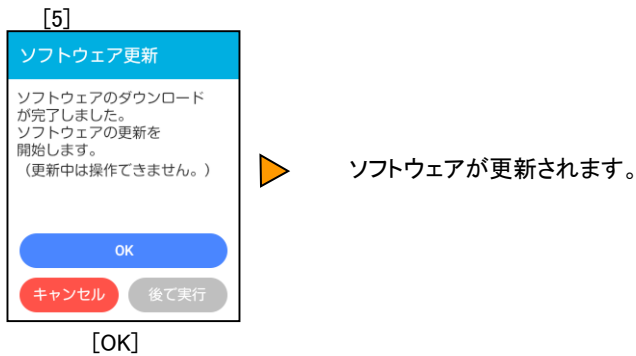 [5]
ソフトウェア更新
ソフトウェアのダウンロード
が完了しました。
ソフトウェアの更新を
開始します。
（更新中は操作できません。）
OK
キャンセル
後で実行
[OK]
ソフトウェアが更新されます。